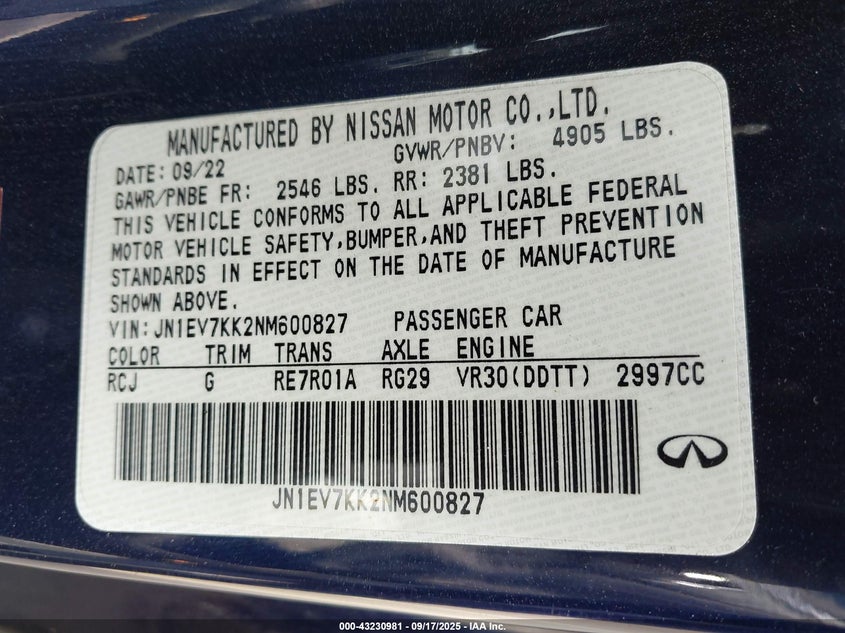 MANUFACTURED BY NISSAN MOTOR CO.,LTD.
DATE: 09/22 GVWR/PNBV: 4905 LBS.
GAWR/PNBE FR: 2546 LBS. RR: 2381 LBS.
THIS VEHICLE CONFORMS TO ALL APPLICABLE FEDERAL
MOTOR VEHICLE SAFETY,BUMPER,AND THEFT PREVENTION
STANDARDS IN EFFECT ON THE DATE OF MANUFACTURE
SHOWN ABOVE.
VIN:JN1EV7KK2NM600827 PASSENGER CAR
COLOR TRIM TRANS AXLE ENGINE
RCJ G RE7R01A RG29 VR30(DDTT) 2997CC
JN1EV7KK2NM600827
000-43230981 - 09/17/2025 - IAA Inc.